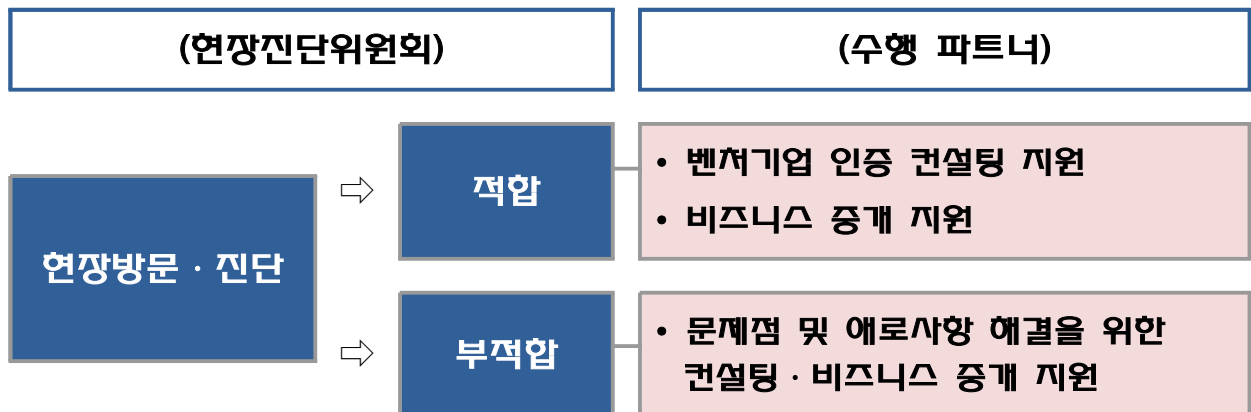 (현장진단위원회)
(수행 파트너)
현장방문 · 진단
적합
• 벤처기업 인증 컨설팅 지원
• 비즈니스 중개 지원
부적합
• 문제점 및 애로사항 해결을 위한
컨설팅 · 비즈니스 중개 지원